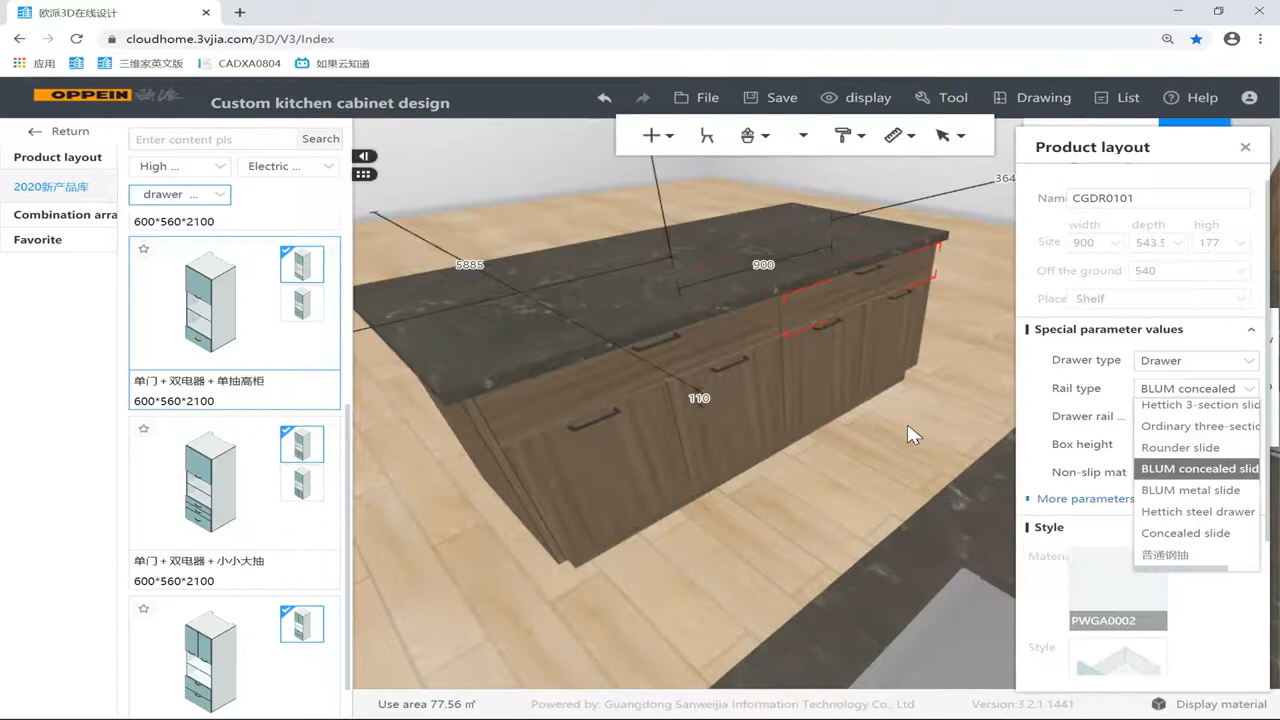 欧派3D在线设计
cloudhome.3vjia.com/3D/V3/Index
应用
三维家英文版
CADXA0804
如果云知道
OPPEIN
Custom kitchen cabinet design
File
Save
display
Tool
Drawing
List
Help
Return
Product layout
2020新产品库
Combination arra
Favorite
Enter content pls
Search
High ...
Electric ...
drawer ...
600*560*2100
单门 + 双电器 + 单抽高柜
600*560*2100
单门 + 双电器 + 小小大抽
600*560*2100
364
5885
900
110
Product layout
Name
CGDR0101
width depth high
Size 900 543.5 177
Off the ground 540
Place Shelf
Special parameter values
Drawer type Drawer
Rail type BLUM concealed
Drawer rail ...
Box height
Non-slip mat
Hettich 3-section slid
Ordinary three-sectio
Rounder slide
BLUM concealed slid
BLUM metal slide
Hettich steel drawer
Concealed slide
普通钢抽
More parameters
Style
Materi
PWGA0002
Style
Use area 77.56 ㎡
Powered by: Guangdong Sanweijia Information Technology Co., Ltd.
Version:3.2.1.1441
Display material